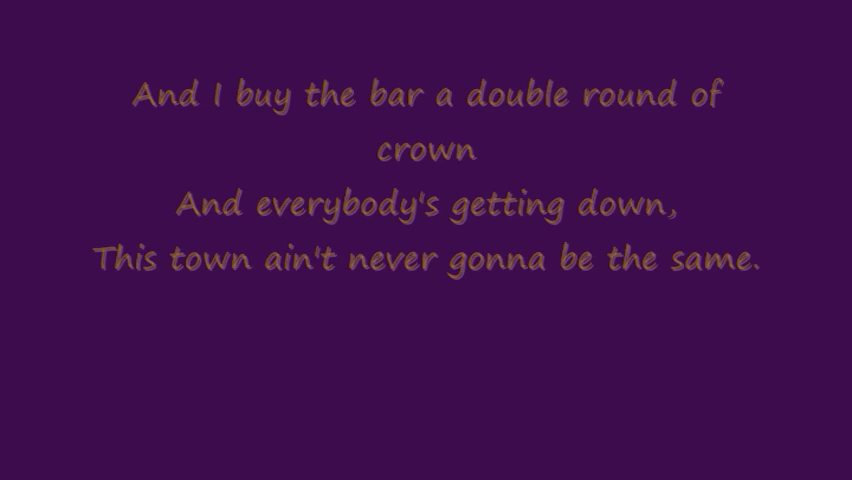 And I buy the bar a double round of
crown
And everybody's getting down,
This town ain't never gonna be the same.